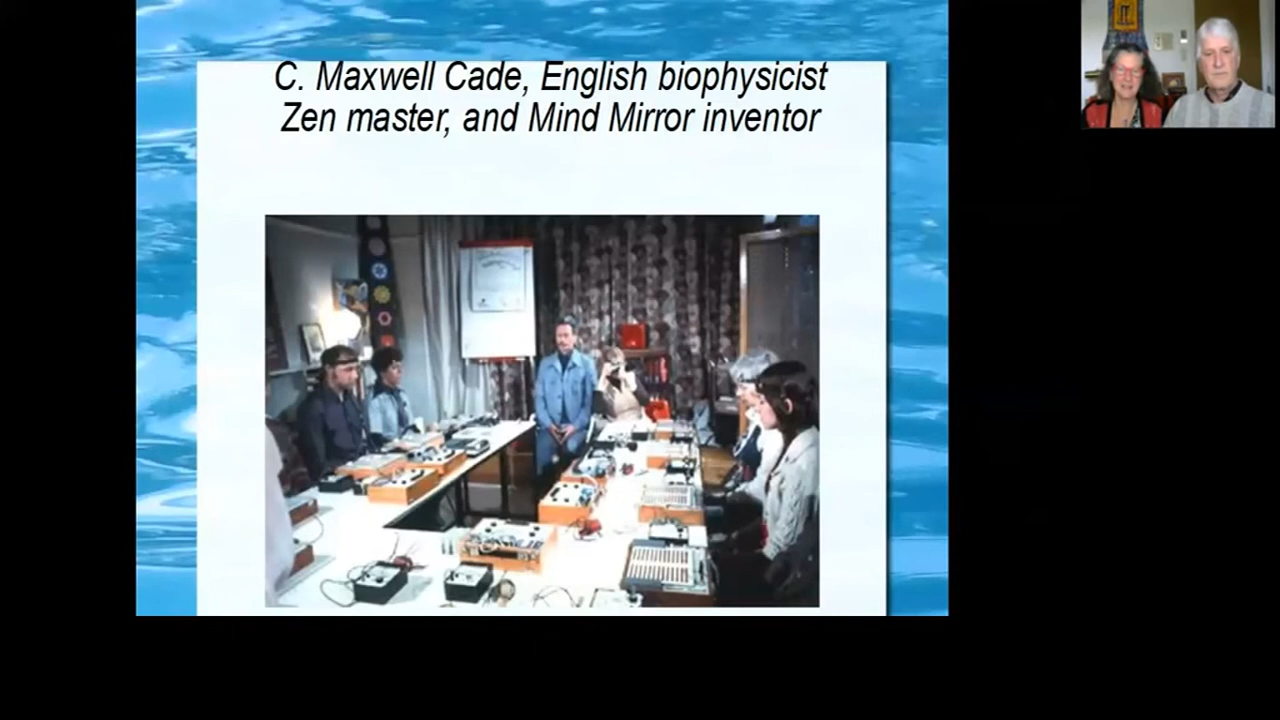 C. Maxwell Cade, English biophysicist
Zen master, and Mind Mirror inventor